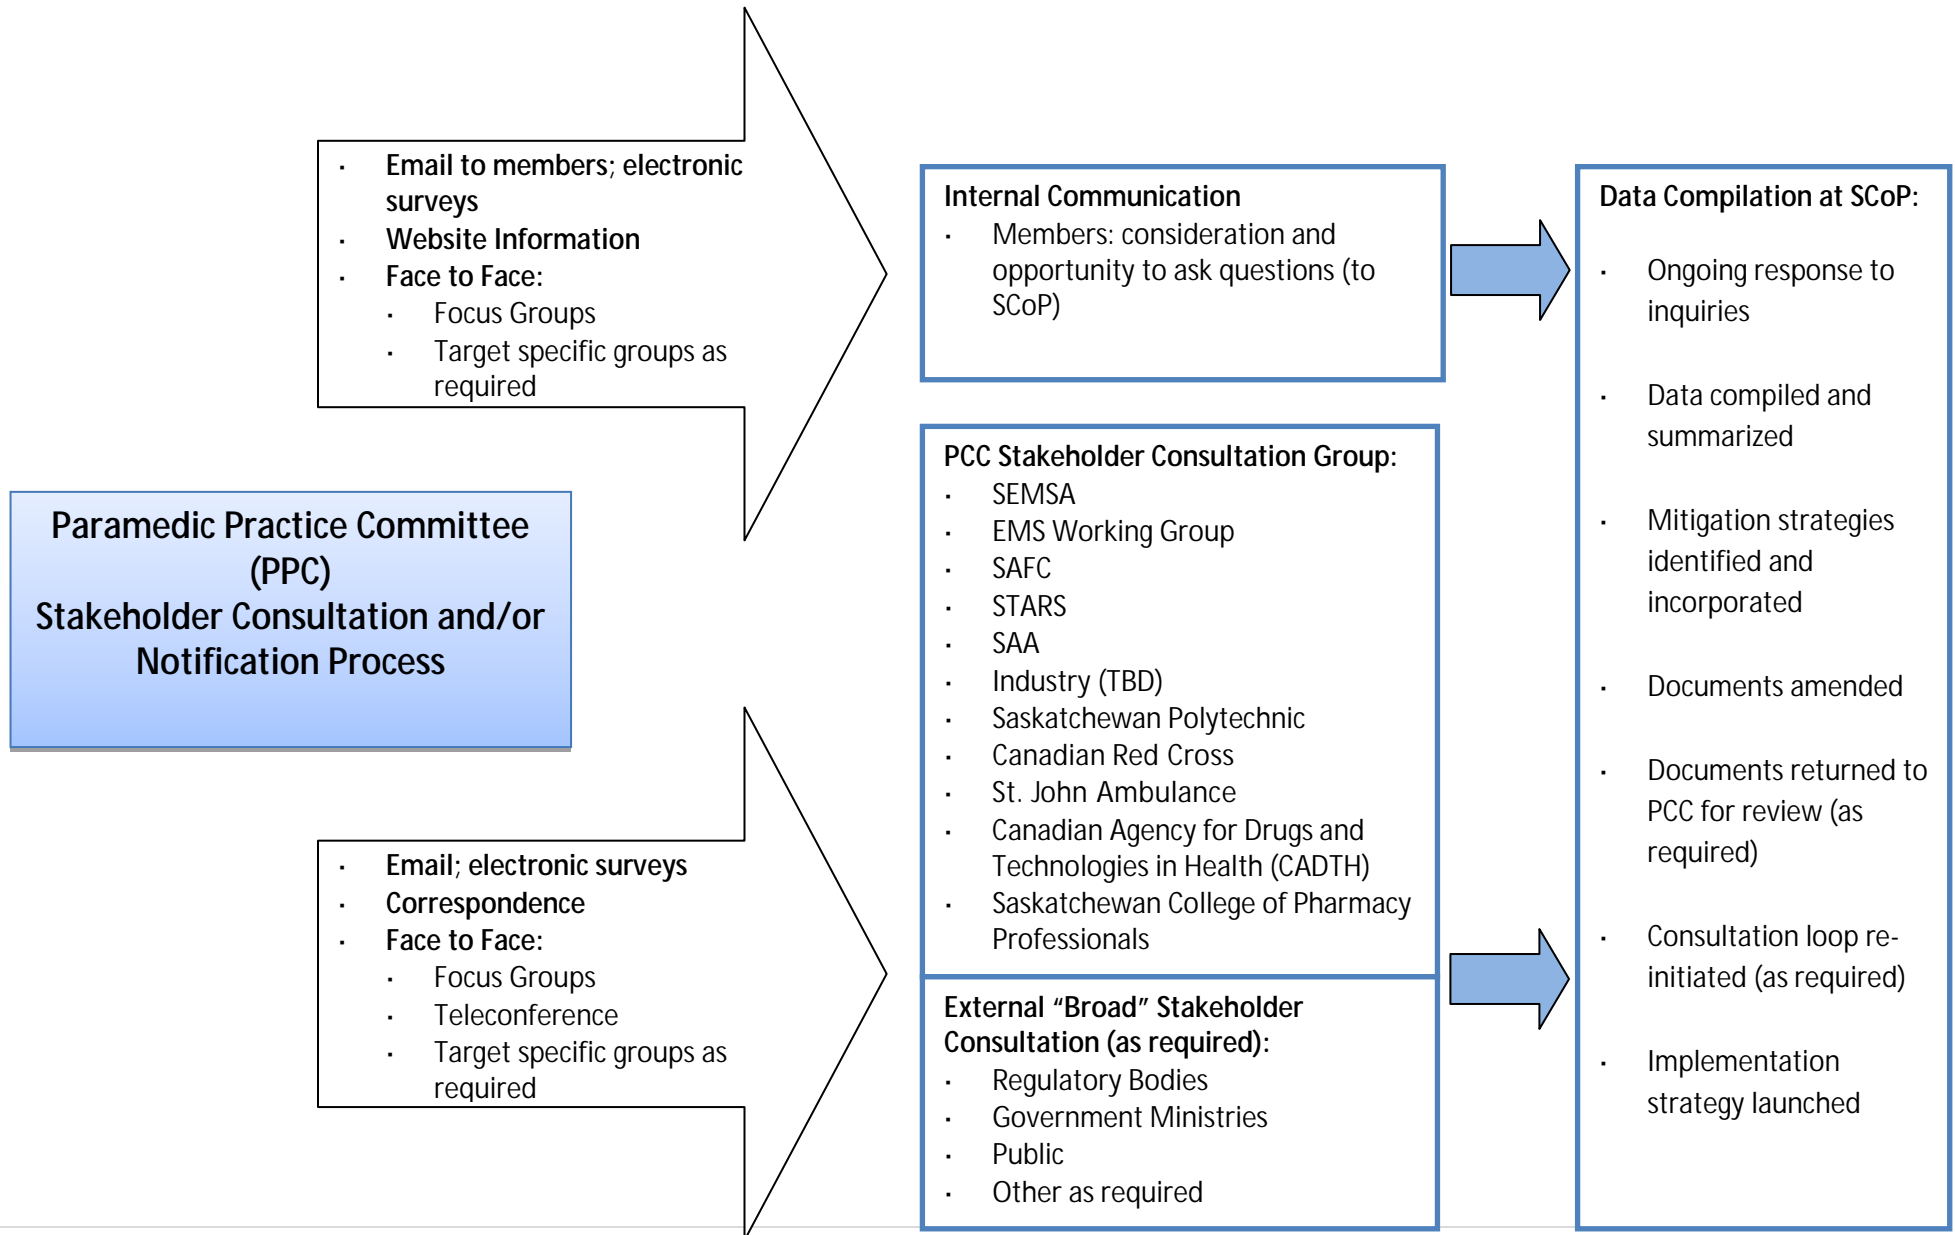 Paramedic Practice Committee
(PPC)
Stakeholder Consultation and/or
Notification Process
· Email to members; electronic
surveys
· Website Information
· Face to Face:
· Focus Groups
· Target specific groups as
required
· Email; electronic surveys
· Correspondence
· Face to Face:
· Focus Groups
· Teleconference
· Target specific groups as
required
Internal Communication
· Members: consideration and
opportunity to ask questions (to
SCoP)
PCC Stakeholder Consultation Group:
· SEMSA
· EMS Working Group
· SAFC
· STARS
· SAA
· Industry (TBD)
· Saskatchewan Polytechnic
· Canadian Red Cross
· St. John Ambulance
· Canadian Agency for Drugs and
Technologies in Health (CADTH)
· Saskatchewan College of Pharmacy
Professionals
External “Broad” Stakeholder
Consultation (as required):
· Regulatory Bodies
· Government Ministries
· Public
· Other as required
Data Compilation at SCoP:
· Ongoing response to
inquiries
· Data compiled and
summarized
· Mitigation strategies
identified and
incorporated
· Documents amended
· Documents returned to
PCC for review (as
required)
· Consultation loop re-
initiated (as required)
· Implementation
strategy launched